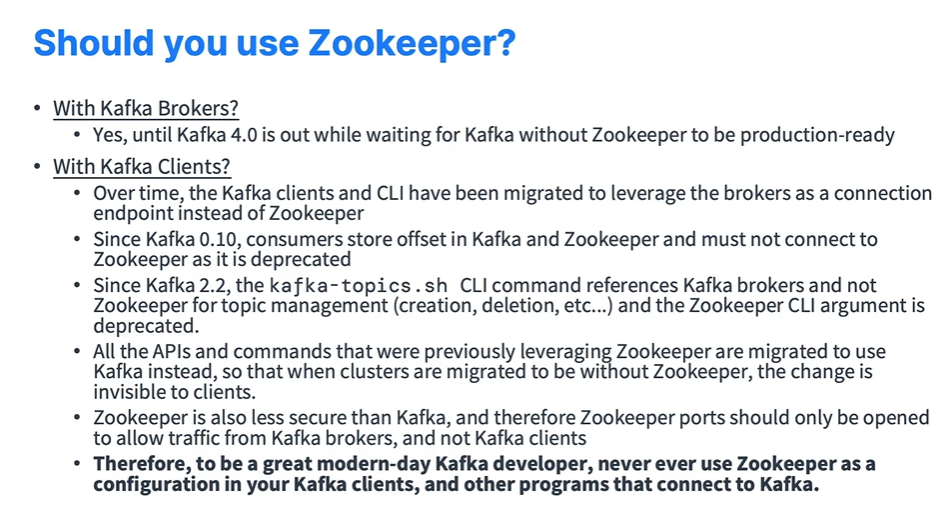 Should you use Zookeeper?
• With Kafka Brokers?
• Yes, until Kafka 4.0 is out while waiting for Kafka without Zookeeper to be production-ready
• With Kafka Clients?
• Over time, the Kafka clients and CLI have been migrated to leverage the brokers as a connection
endpoint instead of Zookeeper
• Since Kafka 0.10, consumers store offset in Kafka and Zookeeper and must not connect to
Zookeeper as it is deprecated
• Since Kafka 2.2, the kafka-topics.sh CLI command references Kafka brokers and not
Zookeeper for topic management (creation, deletion, etc...) and the Zookeeper CLI argument is
deprecated.
• All the APIs and commands that were previously leveraging Zookeeper are migrated to use
Kafka instead, so that when clusters are migrated to be without Zookeeper, the change is
invisible to clients.
• Zookeeper is also less secure than Kafka, and therefore Zookeeper ports should only be opened
to allow traffic from Kafka brokers, and not Kafka clients
• Therefore, to be a great modern-day Kafka developer, never ever use Zookeeper as a
configuration in your Kafka clients, and other programs that connect to Kafka.